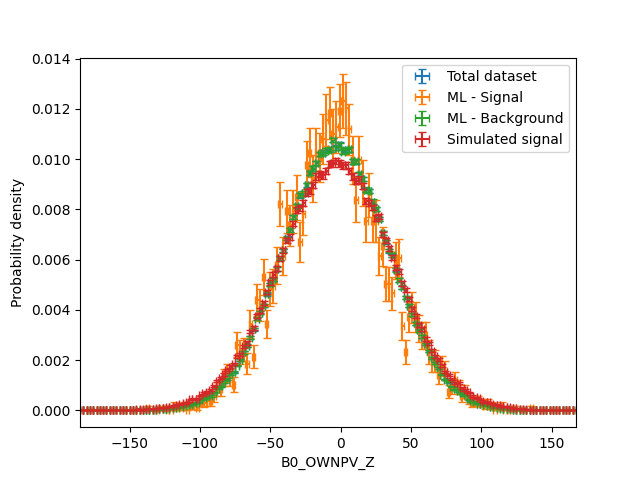 0.014
0.012
0.010
0.008
0.006
0.004
0.002
0.000
Probability density
Total dataset
ML - Signal
ML - Background
Simulated signal
−150
−100
−50
0
50
100
150
B0_OWNPV_Z